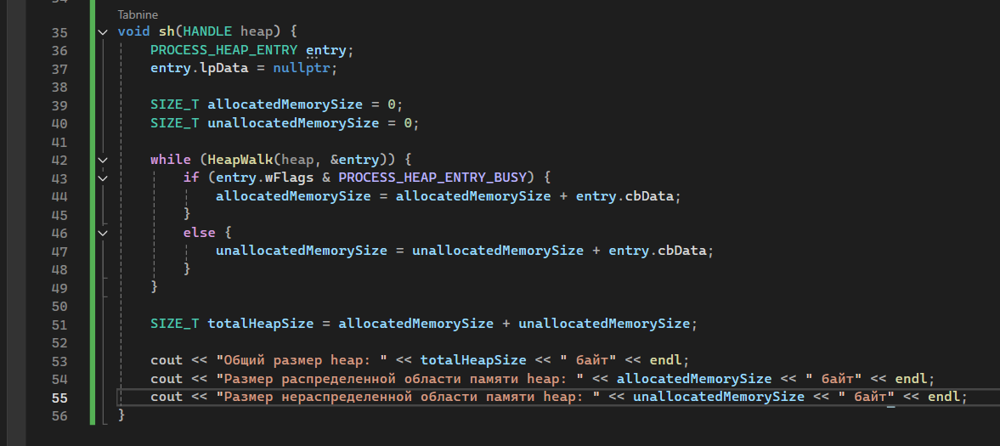 34
Tabnine
35 void sh(HANDLE heap) {
36 PROCESS_HEAP_ENTRY entry;
37 entry.lpData = nullptr;
38
39 SIZE_T allocatedMemorySize = 0;
40 SIZE_T unallocatedMemorySize = 0;
41
42 while (HeapWalk(heap, &entry)) {
43 if (entry.wFlags & PROCESS_HEAP_ENTRY_BUSY) {
44 allocatedMemorySize = allocatedMemorySize + entry.cbData;
45 }
46 else {
47 unallocatedMemorySize = unallocatedMemorySize + entry.cbData;
48 }
49 }
50
51 SIZE_T totalHeapSize = allocatedMemorySize + unallocatedMemorySize;
52
53 cout << "Общий размер heap: " << totalHeapSize << " байт" << endl;
54 cout << "Размер распределенной области памяти heap: " << allocatedMemorySize << " байт" << endl;
55 cout << "Размер нераспределенной области памяти heap: " << unallocatedMemorySize << " байт" << endl;
56 }